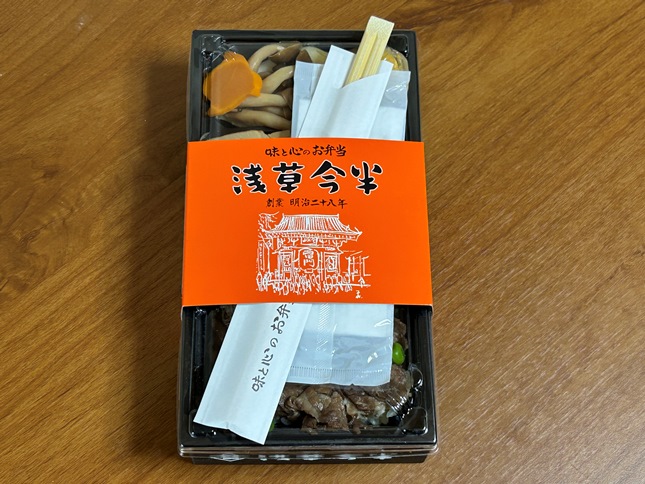 味と心のお弁当
浅草今半
創業 明治二十八年
味と心のお弁